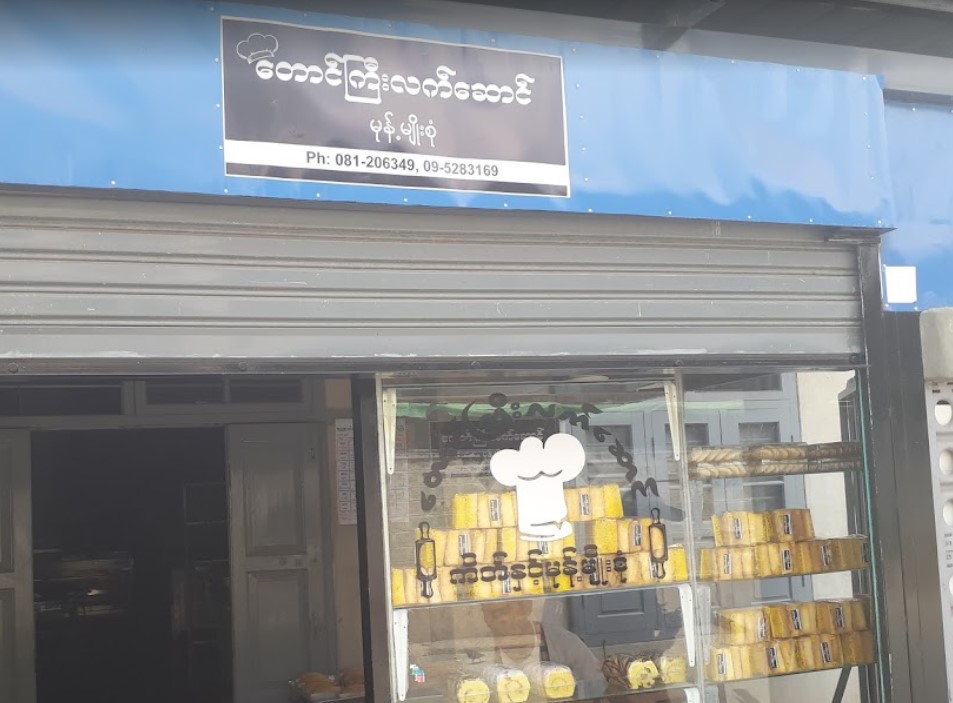 တောင်ကြီးလက်ဆောင်
မုန့်မျိုးစုံ
Ph: 081-206349, 09-5283169
ကိတ်နှင့်မုန့်မျိုးစုံ